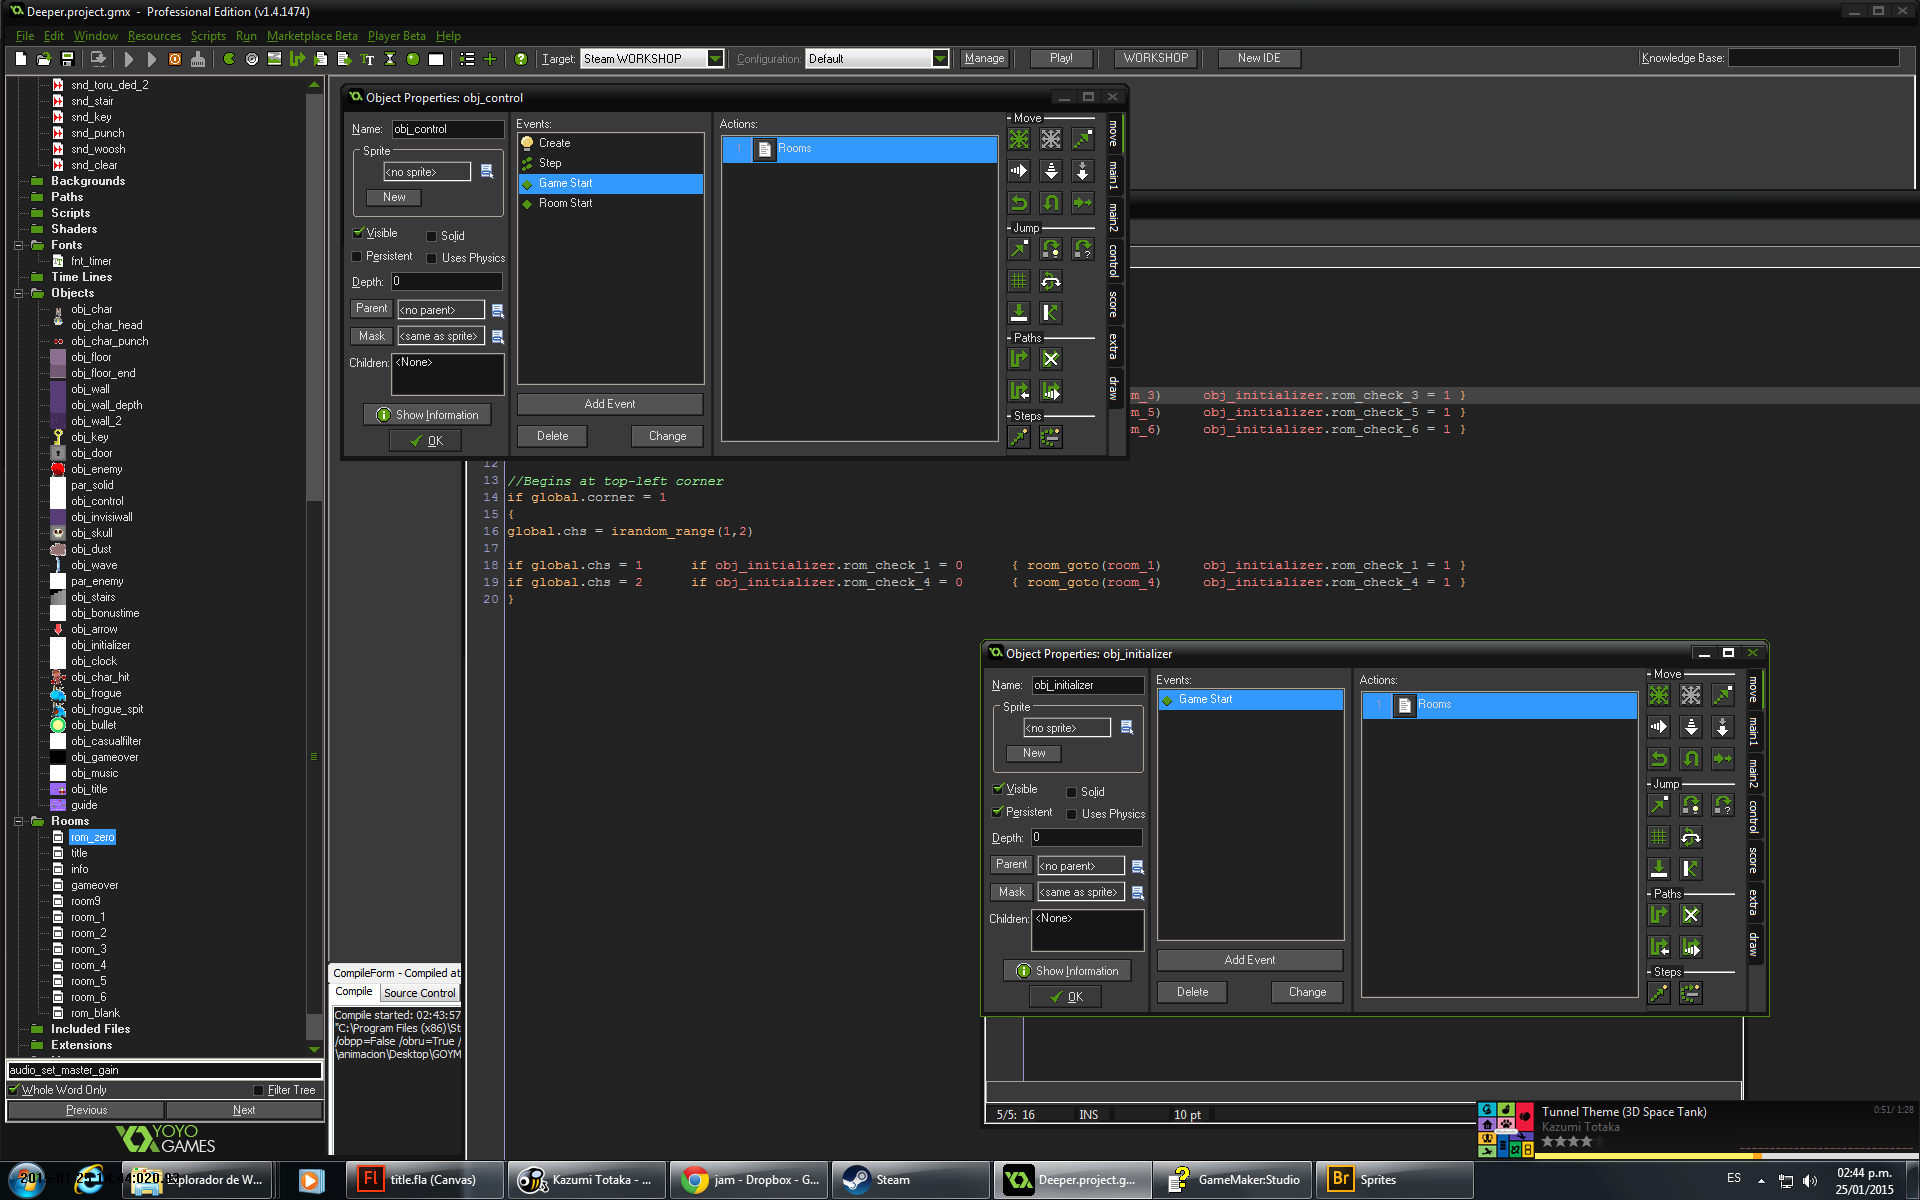 Deeper.project.gmx - Professional Edition (v1.4.1474)
File Edit Window Resources Scripts Run Marketplace Beta Player Beta Help
Target: Steam WORKSHOP Configuration: Default Manage Play! WORKSHOP New IDE Knowledge Base:
snd_toru_ded_2
snd_stair
snd_key
snd_punch
snd_woosh
snd_clear
Backgrounds
Paths
Scripts
Shaders
Fonts
fnt_timer
Time Lines
Objects
obj_char
obj_char_head
obj_char_punch
obj_floor
obj_floor_end
obj_wall
obj_wall_depth
obj_wall_2
obj_key
obj_door
obj_enemy
par_solid
obj_control
obj_invisiwall
obj_skull
obj_dust
obj_wave
par_enemy
obj_stairs
obj_bonustime
obj_arrow
obj_initializer
obj_clock
obj_char_hit
obj_frogue
obj_frogue_spit
obj_bullet
obj_casualfilter
obj_gameover
obj_music
obj_title
guide
Rooms
rom_zero
title
info
gameover
room9
room_1
room_2
room_3
room_4
room_5
room_6
rom_blank
Included Files
Extensions
audio_set_master_gain
Whole Word Only Filter Tree
Previous Next
YOYO
GAMES
Object Properties: obj_control
Name: obj_control
Sprite
<no sprite>
New
Visible Solid
Persistent Uses Physics
Depth: 0
Parent <no parent>
Mask <same as sprite>
Children: <None>
Show Information
OK
Events:
Create
Step
Game Start
Room Start
Add Event
Delete Change
Actions:
1 Rooms
Move
Jump
Paths
Steps
move
main1
main2
control
score
extra
draw
m_3) obj_initializer.rom_check_3 = 1 }
m_5) obj_initializer.rom_check_5 = 1 }
m_6) obj_initializer.rom_check_6 = 1 }
12
13 //Begins at top-left corner
14 if global.corner = 1
15 {
16 global.chs = irandom_range(1,2)
17
18 if global.chs = 1 if obj_initializer.rom_check_1 = 0 { room_goto(room_1) obj_initializer.rom_check_1 = 1 }
19 if global.chs = 2 if obj_initializer.rom_check_4 = 0 { room_goto(room_4) obj_initializer.rom_check_4 = 1 }
20 }
Object Properties: obj_initializer
Name: obj_initializer
Sprite
<no sprite>
New
Visible Solid
Persistent Uses Physics
Depth: 0
Parent <no parent>
Mask <same as sprite>
Children: <None>
Show Information
OK
Events:
Game Start
Add Event
Delete Change
Actions:
1 Rooms
Move
Jump
Paths
Steps
move
main1
main2
control
score
extra
draw
CompileForm - Compiled at
Compile Source Control
Compile started: 02:43:57
"C:\Program Files (x86)\St
/obpp=False /obru=True /
\animacion\Desktop\GOYM
5/5: 16 INS 10 pt
Tunnel Theme (3D Space Tank) 0:51/ 1:28
Kazumi Totaka
xplorador de W...
title.fla (Canvas)
Kazumi Totaka - ...
jam - Dropbox - G...
Steam
Deeper.project.g...
GameMaker:Studio
Sprites
ES
02:44 p.m.
25/01/2015